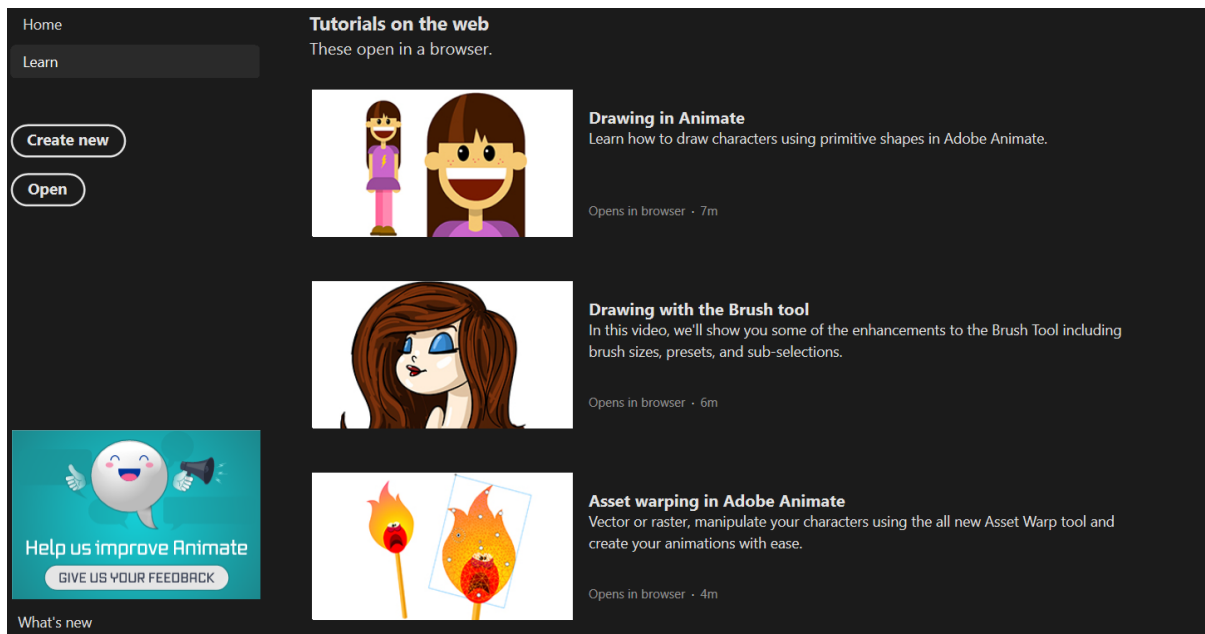 Home
Learn
Create new
Open
Help us improve Animate
GIVE US YOUR FEEDBACK
What's new
Tutorials on the web
These open in a browser.
Drawing in Animate
Learn how to draw characters using primitive shapes in Adobe Animate.
Opens in browser • 7m
Drawing with the Brush tool
In this video, we'll show you some of the enhancements to the Brush Tool including
brush sizes, presets, and sub-selections.
Opens in browser • 6m
Asset warping in Adobe Animate
Vector or raster, manipulate your characters using the all new Asset Warp tool and
create your animations with ease.
Opens in browser • 4m